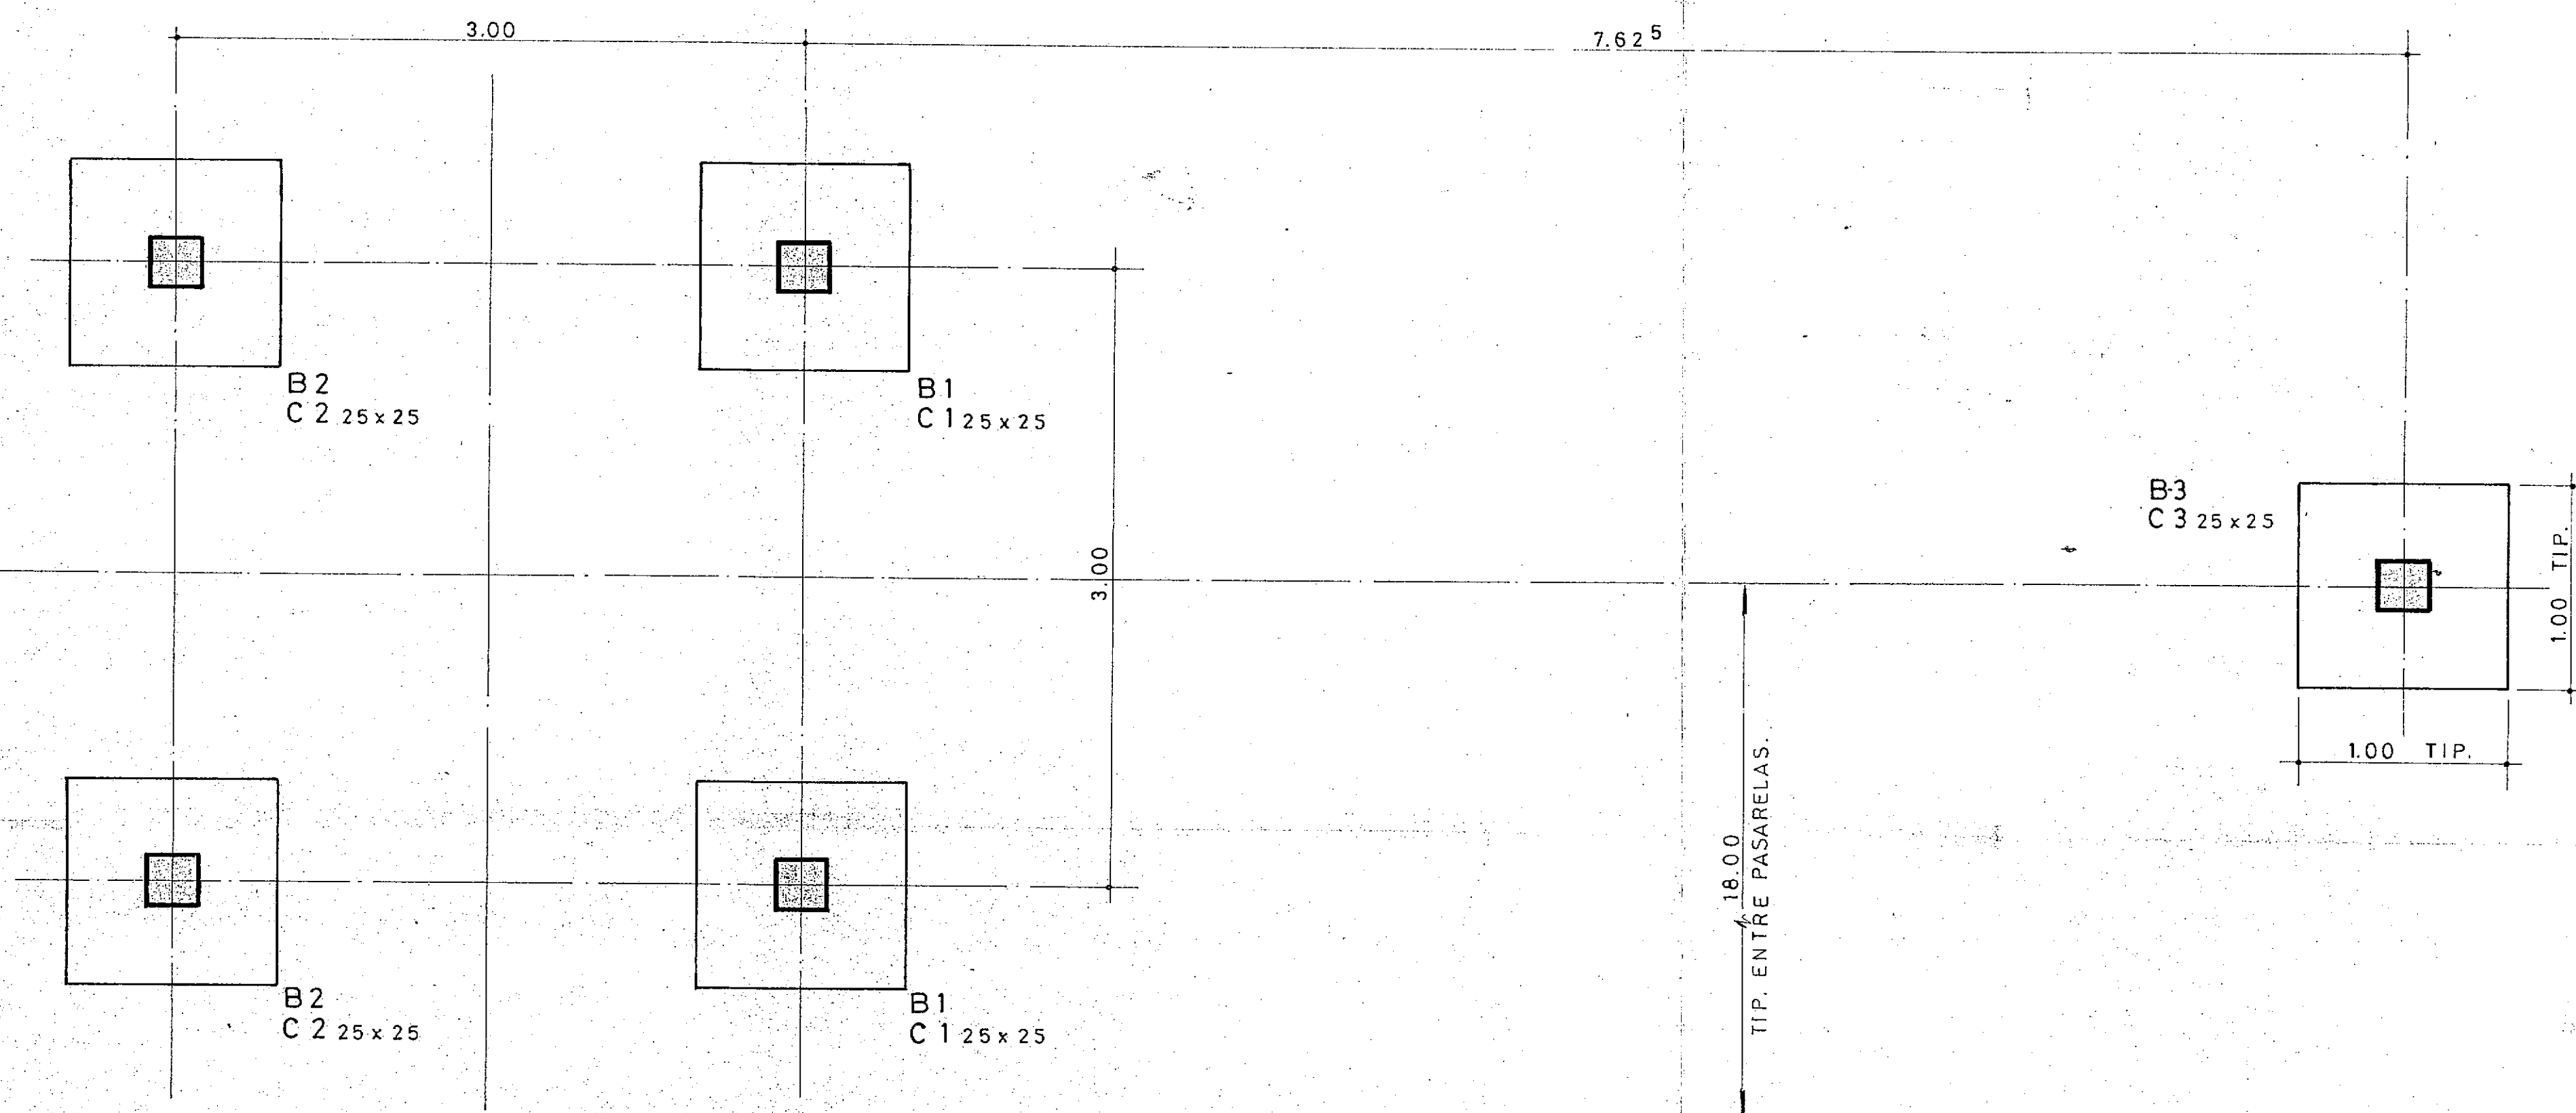 3.00
7.62⁵
B2
C 2 25x25
B1
C 1 25x25
B-3
C 3 25x25
3.00
1.00 TIP.
1.00 TIP.
18.00
TIP. ENTRE PASARELAS.
B2
C 2 25x25
B1
C 1 25x25